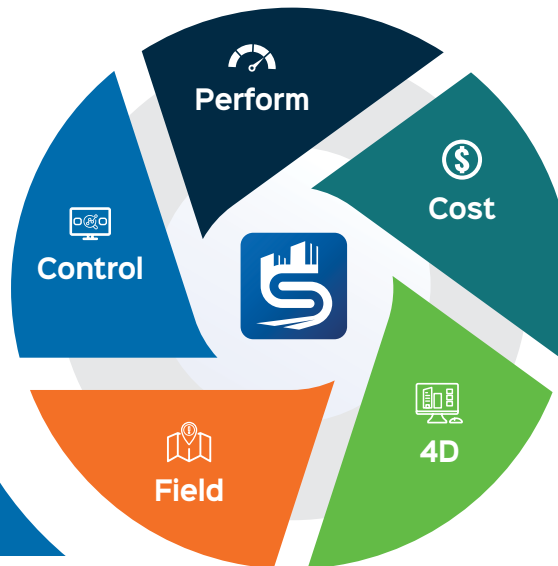 Perform
Cost
Control
4D
Field